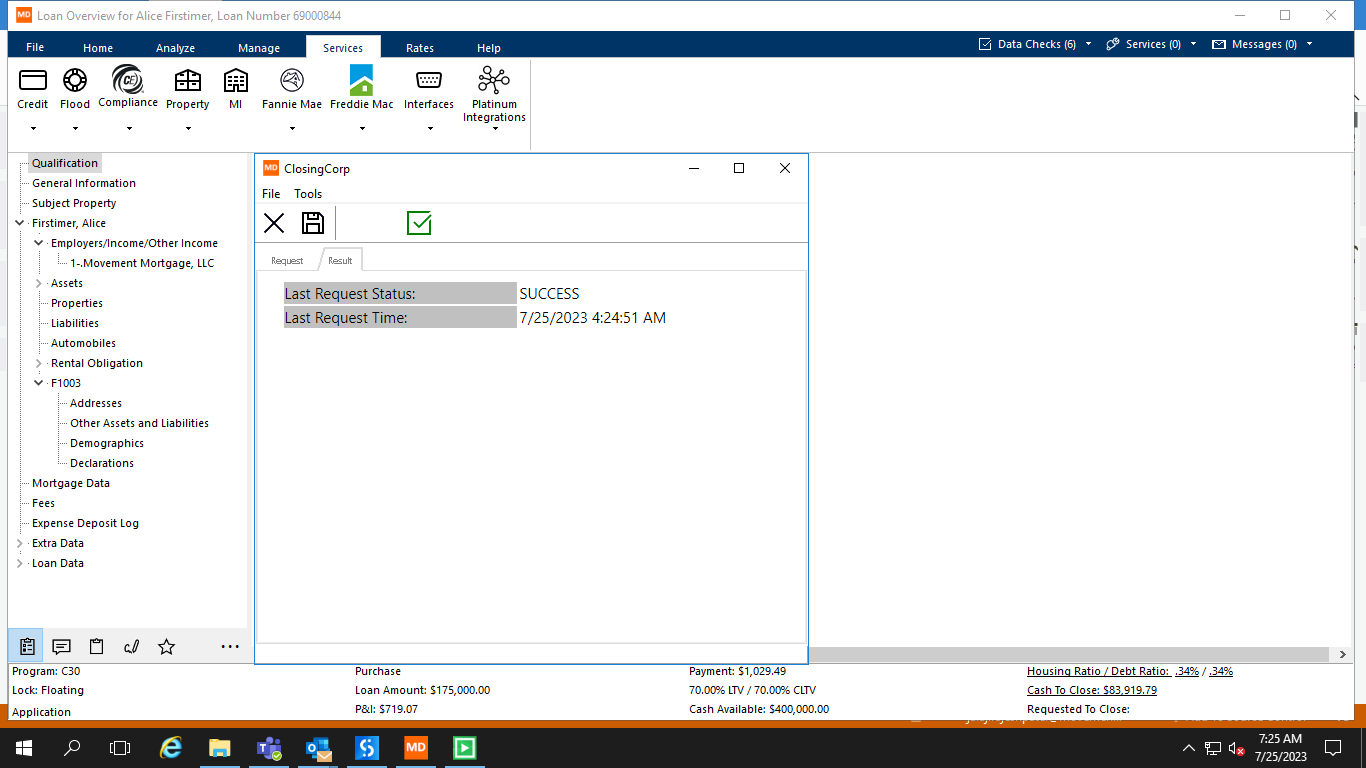 MD Loan Overview for Alice Firstimer, Loan Number 69000844
File Home Analyze Manage Services Rates Help Data Checks (6) Services (0) Messages (0)
Credit Flood Compliance Property MI Fannie Mae Freddie Mac Interfaces Platinum
Integrations
Qualification
General Information
Subject Property
Firstimer, Alice
Employers/Income/Other Income
1-.Movement Mortgage, LLC
Assets
Properties
Liabilities
Automobiles
Rental Obligation
F1003
Addresses
Other Assets and Liabilities
Demographics
Declarations
Mortgage Data
Fees
Expense Deposit Log
Extra Data
Loan Data
MD ClosingCorp
File Tools
Request Result
Last Request Status: SUCCESS
Last Request Time: 7/25/2023 4:24:51 AM
Program: C30 Purchase Payment: $1,029.49 Housing Ratio / Debt Ratio: .34% / .34%
Lock: Floating Loan Amount: $175,000.00 70.00% LTV / 70.00% CLTV Cash To Close: $83,919.79
Application P&I: $719.07 Cash Available: $400,000.00 Requested To Close:
MD
7:25 AM
7/25/2023